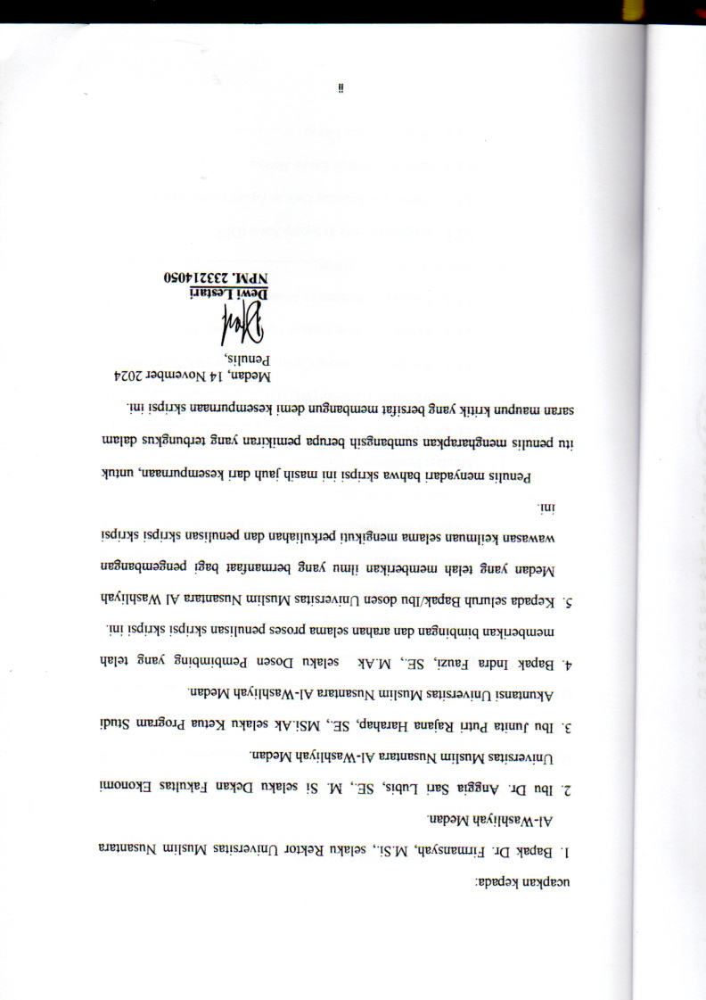 ucapkan kepada:
1. Bapak Dr. Firmansyah, M.Si., selaku Rektor Universitas Muslim Nusantara
Al-Washliyah Medan.
2. Ibu Dr. Anggia Sari Lubis, SE., M. Si selaku Dekan Fakultas Ekonomi
Universitas Muslim Nusantara Al-Washliyah Medan.
3. Ibu Junita Putri Rajana Harahap, SE., MSi.Ak selaku Ketua Program Studi
Akuntansi Universitas Muslim Nusantara Al-Washliyah Medan.
4. Bapak Indra Fauzi, SE., M.Ak selaku Dosen Pembimbing yang telah
memberikan bimbingan dan arahan selama proses penulisan skripsi skripsi ini.
5. Kepada seluruh Bapak/Ibu dosen Universitas Muslim Nusantara Al Washliyah
Medan yang telah memberikan ilmu yang bermanfaat bagi pengembangan
wawasan keilmuan selama mengikuti perkuliahan dan penulisan skripsi skripsi
ini.
Penulis menyadari bahwa skripsi ini masih jauh dari kesempurnaan, untuk
itu penulis mengharapkan sumbangsih berupa pemikiran yang terbungkus dalam
saran maupun kritik yang bersifat membangun demi kesempurnaan skripsi ini.
Medan, 14 November 2024
Penulis,
Dewi Lestari
NPM. 233214050
ii